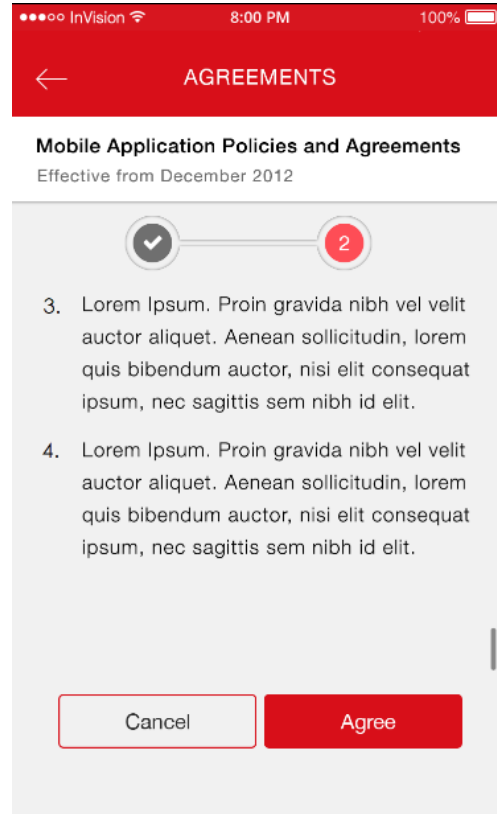 InVision 8:00 PM 100%
AGREEMENTS
Mobile Application Policies and Agreements
Effective from December 2012
2
3. Lorem Ipsum. Proin gravida nibh vel velit
auctor aliquet. Aenean sollicitudin, lorem
quis bibendum auctor, nisi elit consequat
ipsum, nec sagittis sem nibh id elit.
4. Lorem Ipsum. Proin gravida nibh vel velit
auctor aliquet. Aenean sollicitudin, lorem
quis bibendum auctor, nisi elit consequat
ipsum, nec sagittis sem nibh id elit.
Cancel Agree